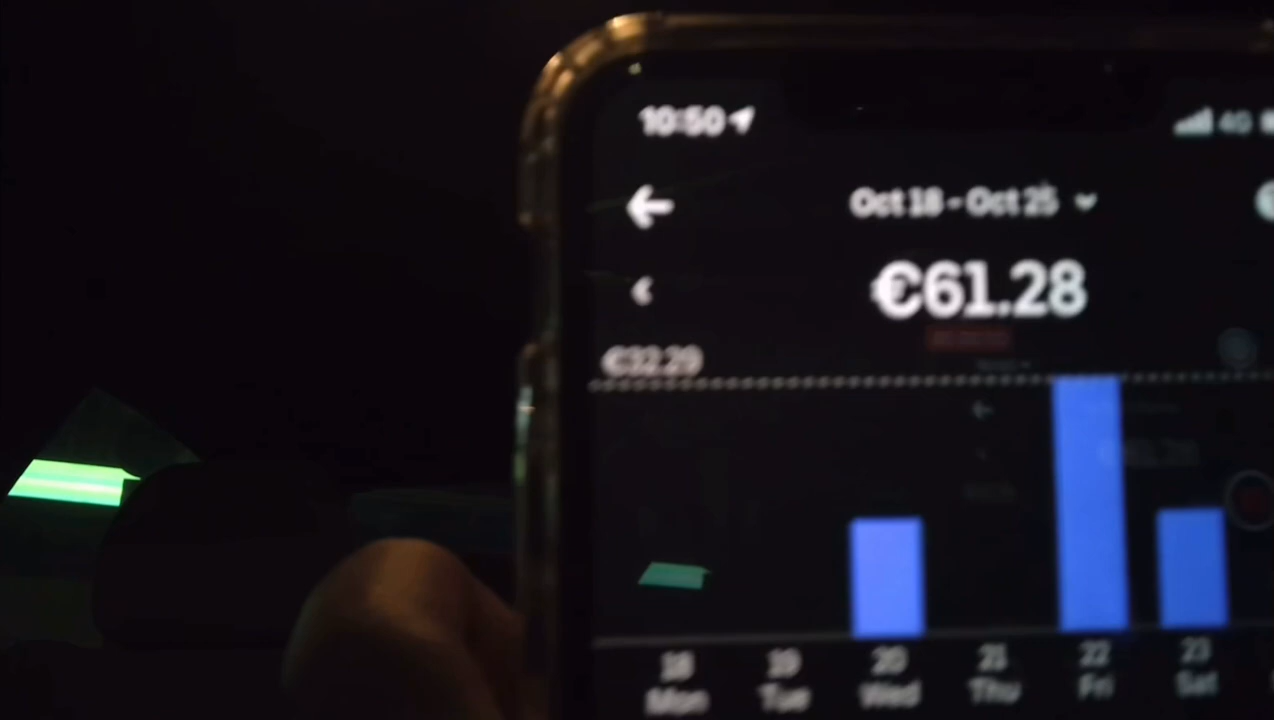 10:50
4G
Oct 18 - Oct 25
€61.28
€32.29
18 19 20 21 22 23
Mon Tue Wed Thu Fri Sat